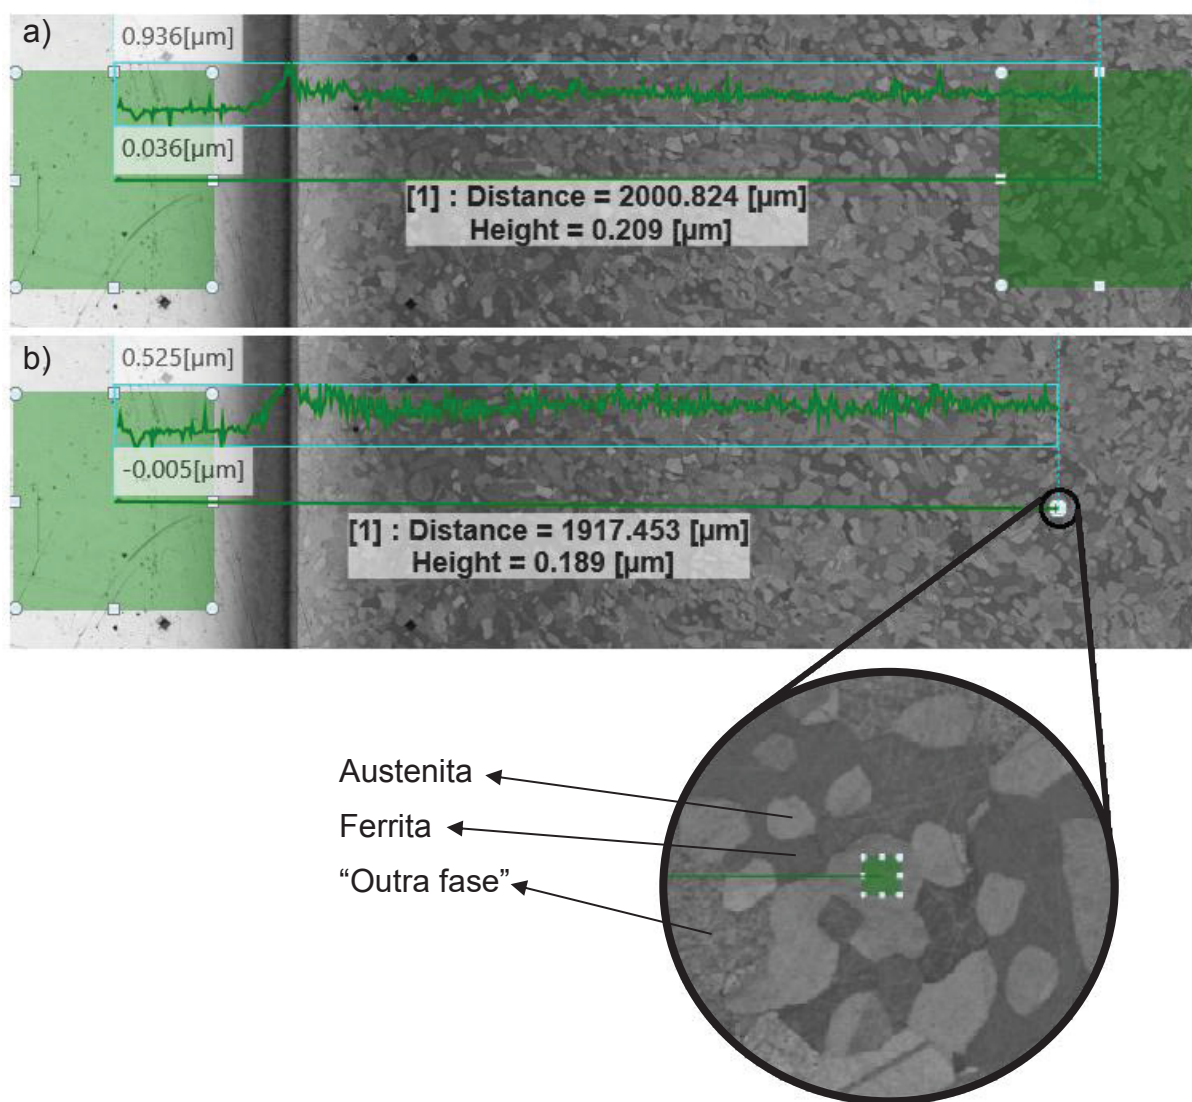 a)
0.936[µm]
0.036[µm]
[1] : Distance = 2000.824 [µm]
Height = 0.209 [µm]
b)
0.525[µm]
-0.005[µm]
[1] : Distance = 1917.453 [µm]
Height = 0.189 [µm]
Austenita
Ferrita
“Outra fase”